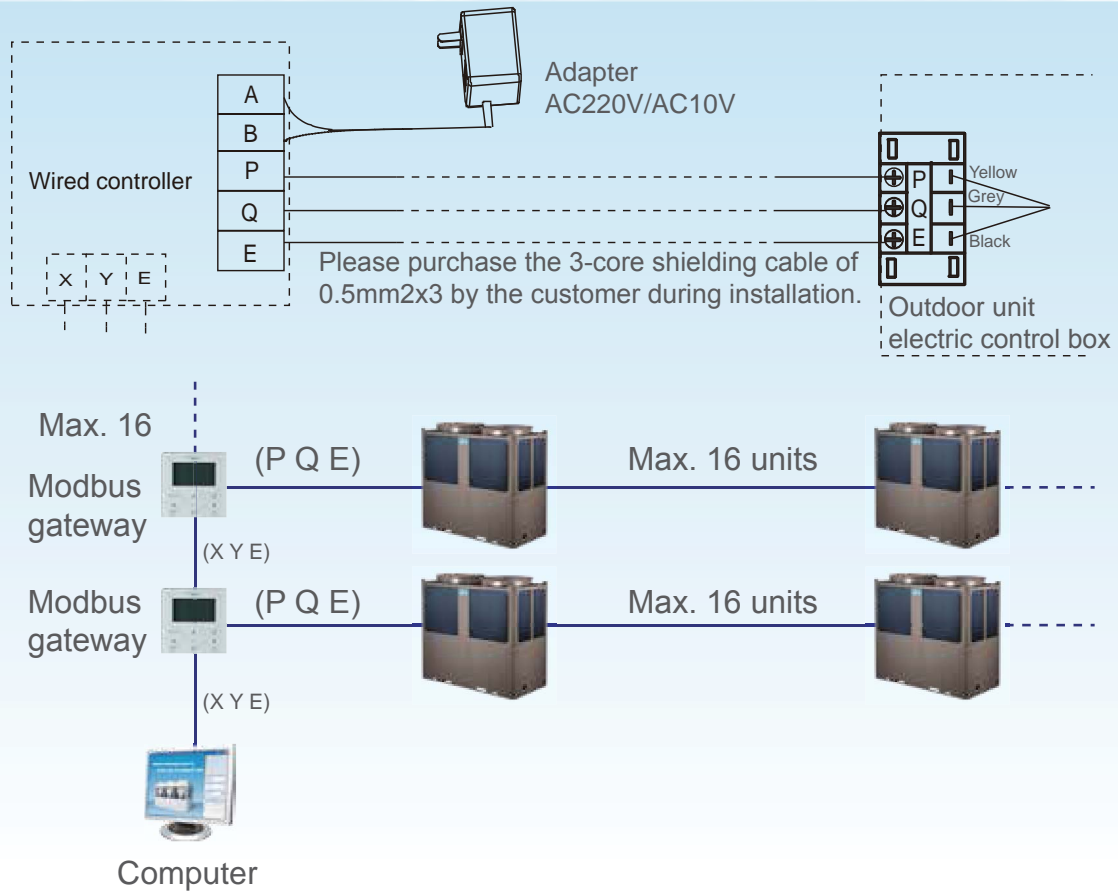 A
B
P
Q
E
Wired controller
X Y E
Adapter
AC220V/AC10V
P
Q
E
Yellow
Grey
Black
Please purchase the 3-core shielding cable of
0.5mm2x3 by the customer during installation.
Outdoor unit
electric control box
Max. 16
Modbus
gateway
(P Q E)
Max. 16 units
(X Y E)
Modbus
gateway
(P Q E)
Max. 16 units
(X Y E)
Computer